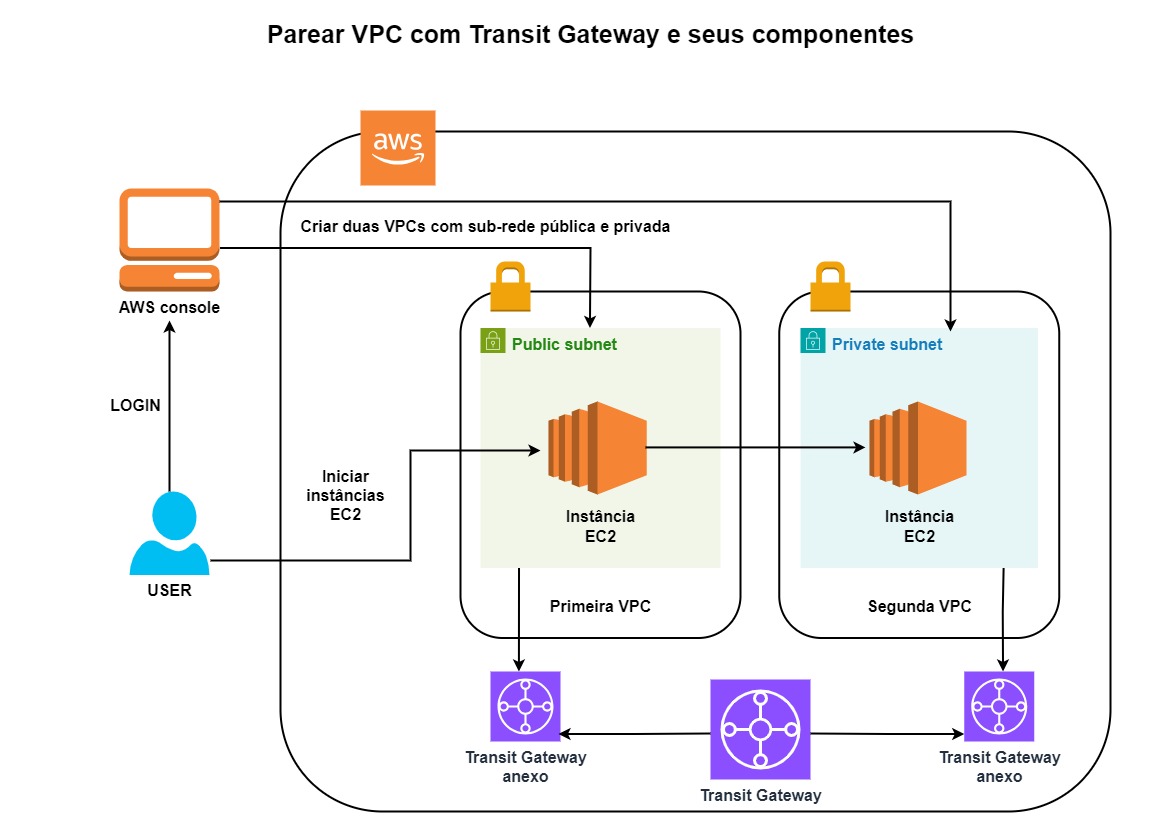 Parear VPC com Transit Gateway e seus componentes
aws
Criar duas VPCs com sub-rede pública e privada
AWS console
Public subnet
Private subnet
LOGIN
Iniciar
instâncias
EC2
Instância
EC2
Instância
EC2
USER
Primeira VPC
Segunda VPC
Transit Gateway
anexo
Transit Gateway
anexo
Transit Gateway